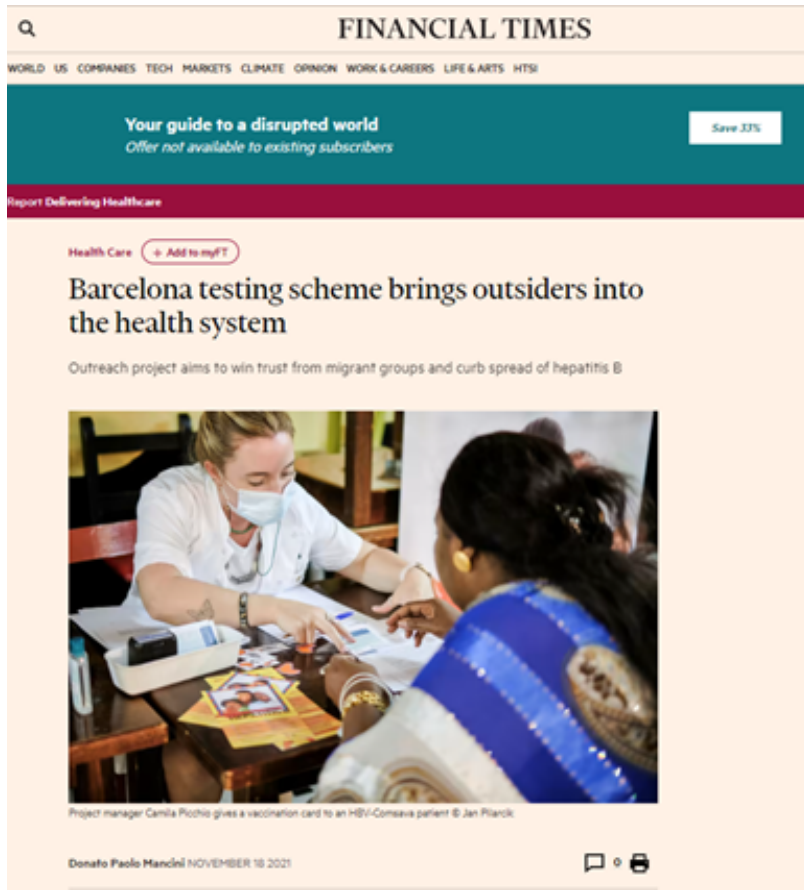 FINANCIAL TIMES
WORLD US COMPANIES TECH MARKETS CLIMATE OPINION WORK & CAREERS LIFE & ARTS HTSI
Your guide to a disrupted world
Offer not available to existing subscribers
Save 33%
Report Delivering Healthcare
Health Care + Add to myFT
Barcelona testing scheme brings outsiders into
the health system
Outreach project aims to win trust from migrant groups and curb spread of hepatitis B
Project manager Camila Picchio gives a vaccination card to an HBV-Comsava patient © Jan Pilarcik
Donato Paolo Mancini NOVEMBER 18 2021
0